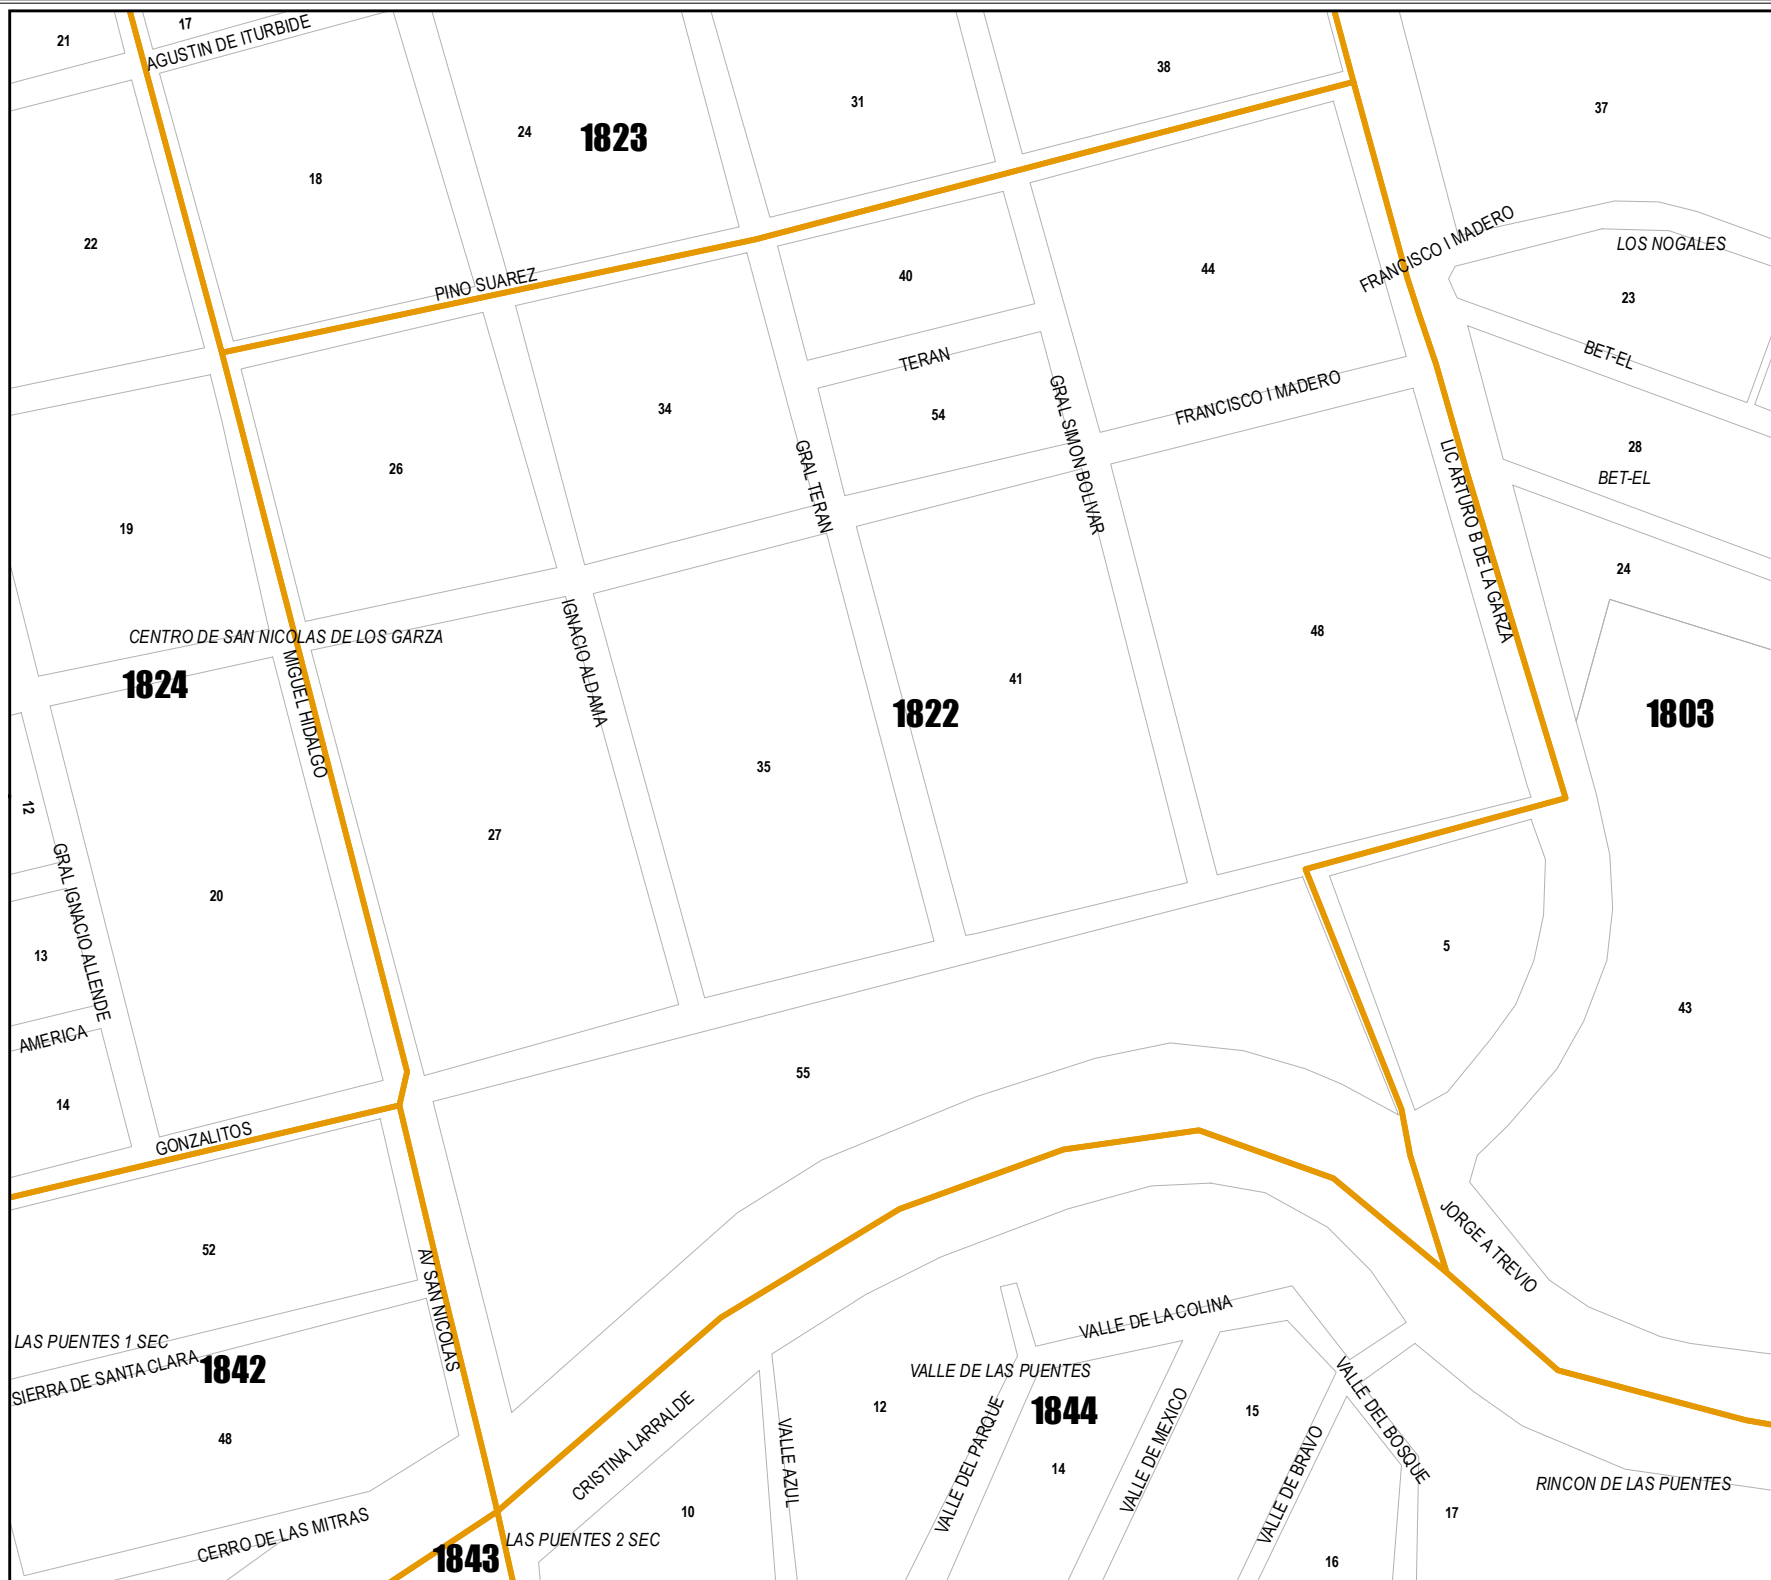 17
21
AGUSTIN DE ITURBIDE
38
31
37
24
1823
18
22
FRANCISCO I MADERO
LOS NOGALES
44
40
PINO SUAREZ
23
TERAN
BET-EL
FRANCISCO I MADERO
34
54
GRAL SIMON BOLIVAR
28
26
GRAL TERAN
BET-EL
LIC ARTURO B DE LA GARZA
19
24
CENTRO DE SAN NICOLAS DE LOS GARZA
48
IGNACIO ALDAMA
1824
41
MIGUEL HIDALGO
1822
1803
35
12
27
20
GRAL IGNACIO ALLENDE
13
5
43
AMERICA
55
14
GONZALITOS
52
JORGE A TREVIO
AV SAN NICOLAS
VALLE DE LA COLINA
LAS PUENTES 1 SEC
SIERRA DE SANTA CLARA
1842
VALLE DE LAS PUENTES
12
1844
15
VALLE DEL BOSQUE
48
CRISTINA LARRALDE
VALLE AZUL
VALLE DEL PARQUE
14
VALLE DE MEXICO
VALLE DE BRAVO
RINCON DE LAS PUENTES
10
17
CERRO DE LAS MITRAS
LAS PUENTES 2 SEC
1843
16